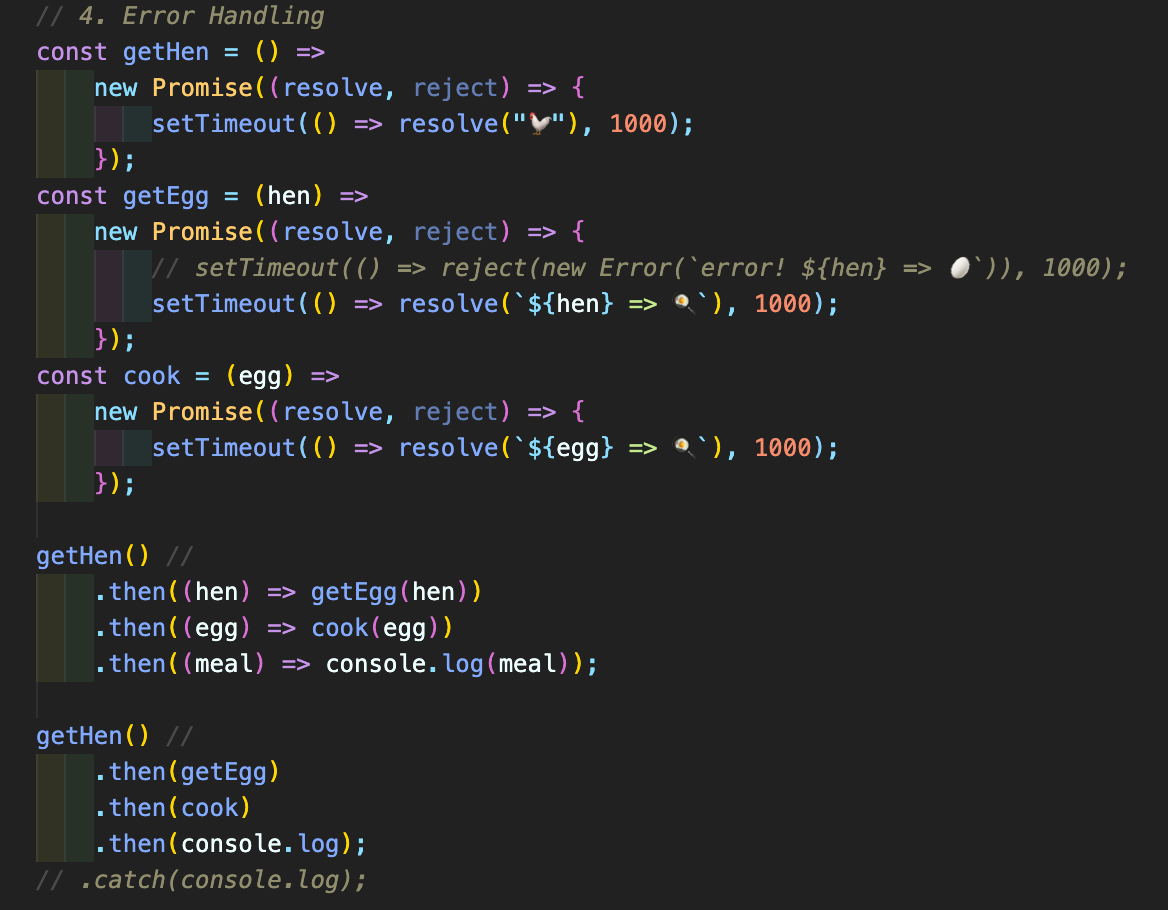 // 4. Error Handling
const getHen = () =>
    new Promise((resolve, reject) => {
        setTimeout(() => resolve("🐓"), 1000);
    });
const getEgg = (hen) =>
    new Promise((resolve, reject) => {
        // setTimeout(() => reject(new Error(`error! ${hen} => 🥚`)), 1000);
        setTimeout(() => resolve(`${hen} => 🍳`), 1000);
    });
const cook = (egg) =>
    new Promise((resolve, reject) => {
        setTimeout(() => resolve(`${egg} => 🍳`), 1000);
    });

getHen() //
    .then((hen) => getEgg(hen))
    .then((egg) => cook(egg))
    .then((meal) => console.log(meal));

getHen() //
    .then(getEgg)
    .then(cook)
    .then(console.log);
// .catch(console.log);